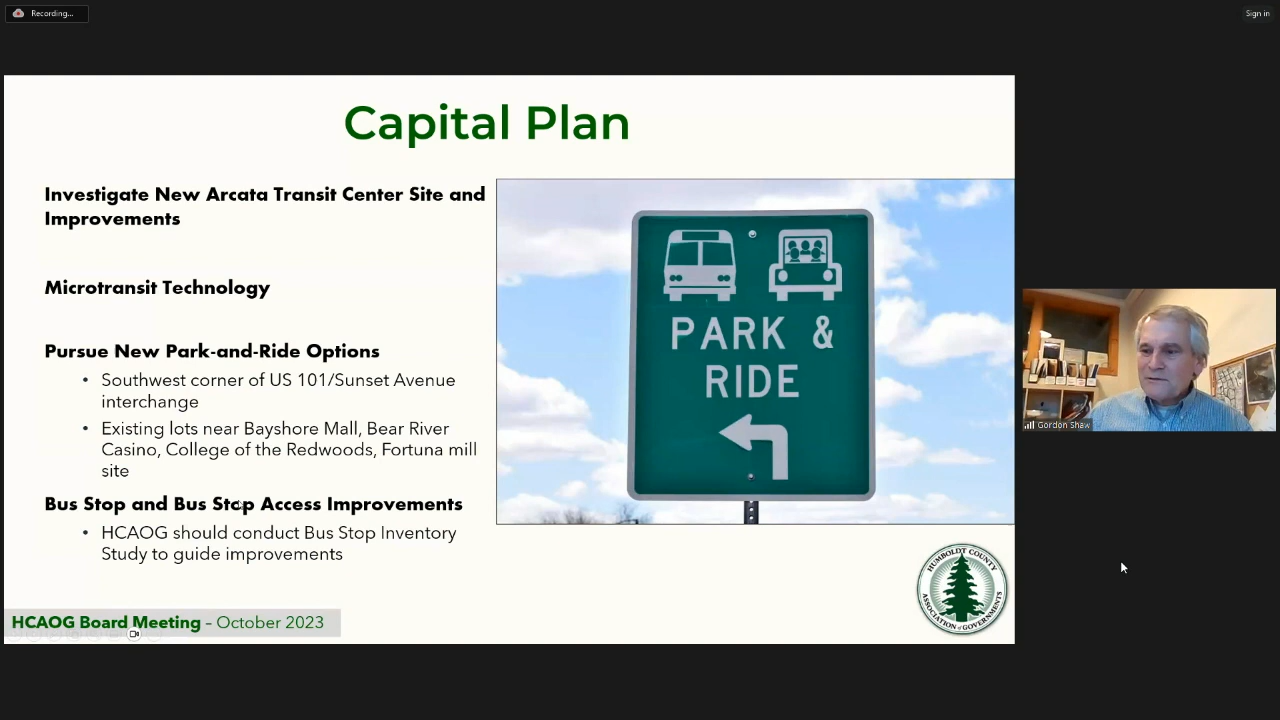 Recording...
Sign in
Capital Plan
Investigate New Arcata Transit Center Site and
Improvements
Microtransit Technology
Pursue New Park-and-Ride Options
• Southwest corner of US 101/Sunset Avenue
interchange
• Existing lots near Bayshore Mall, Bear River
Casino, College of the Redwoods, Fortuna mill
site
Bus Stop and Bus Stop Access Improvements
• HCAOG should conduct Bus Stop Inventory
Study to guide improvements
PARK &
RIDE
Gordon Shaw
HUMBOLDT COUNTY
ASSOCIATION of GOVERNMENTS
HCAOG Board Meeting – October 2023